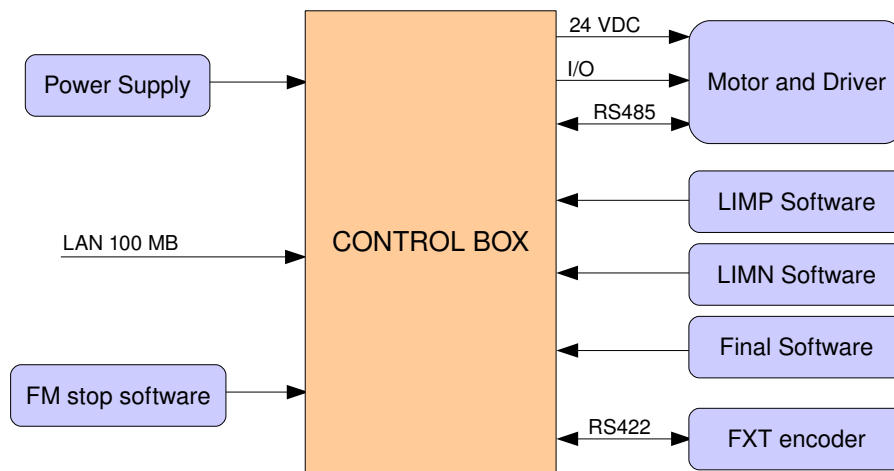 24 VDC
Power Supply
I/O
Motor and Driver
RS485
LIMP Software
LAN 100 MB
CONTROL BOX
LIMN Software
Final Software
FM stop software
RS422
FXT encoder